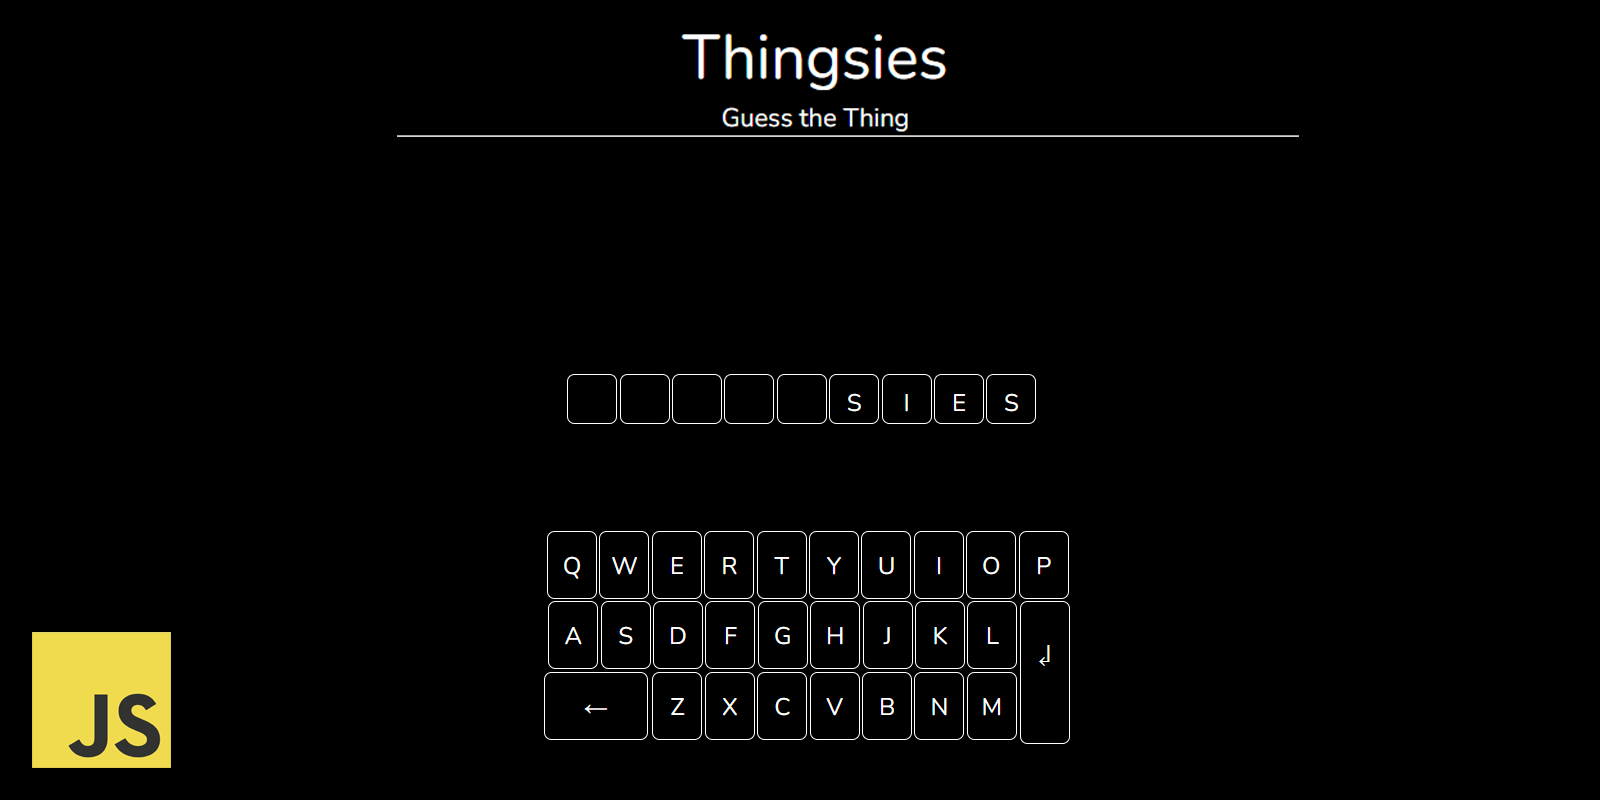 Thingsies
Guess the Thing
S I E S
Q W E R T Y U I O P
A S D F G H J K L ↲
← Z X C V B N M
JS